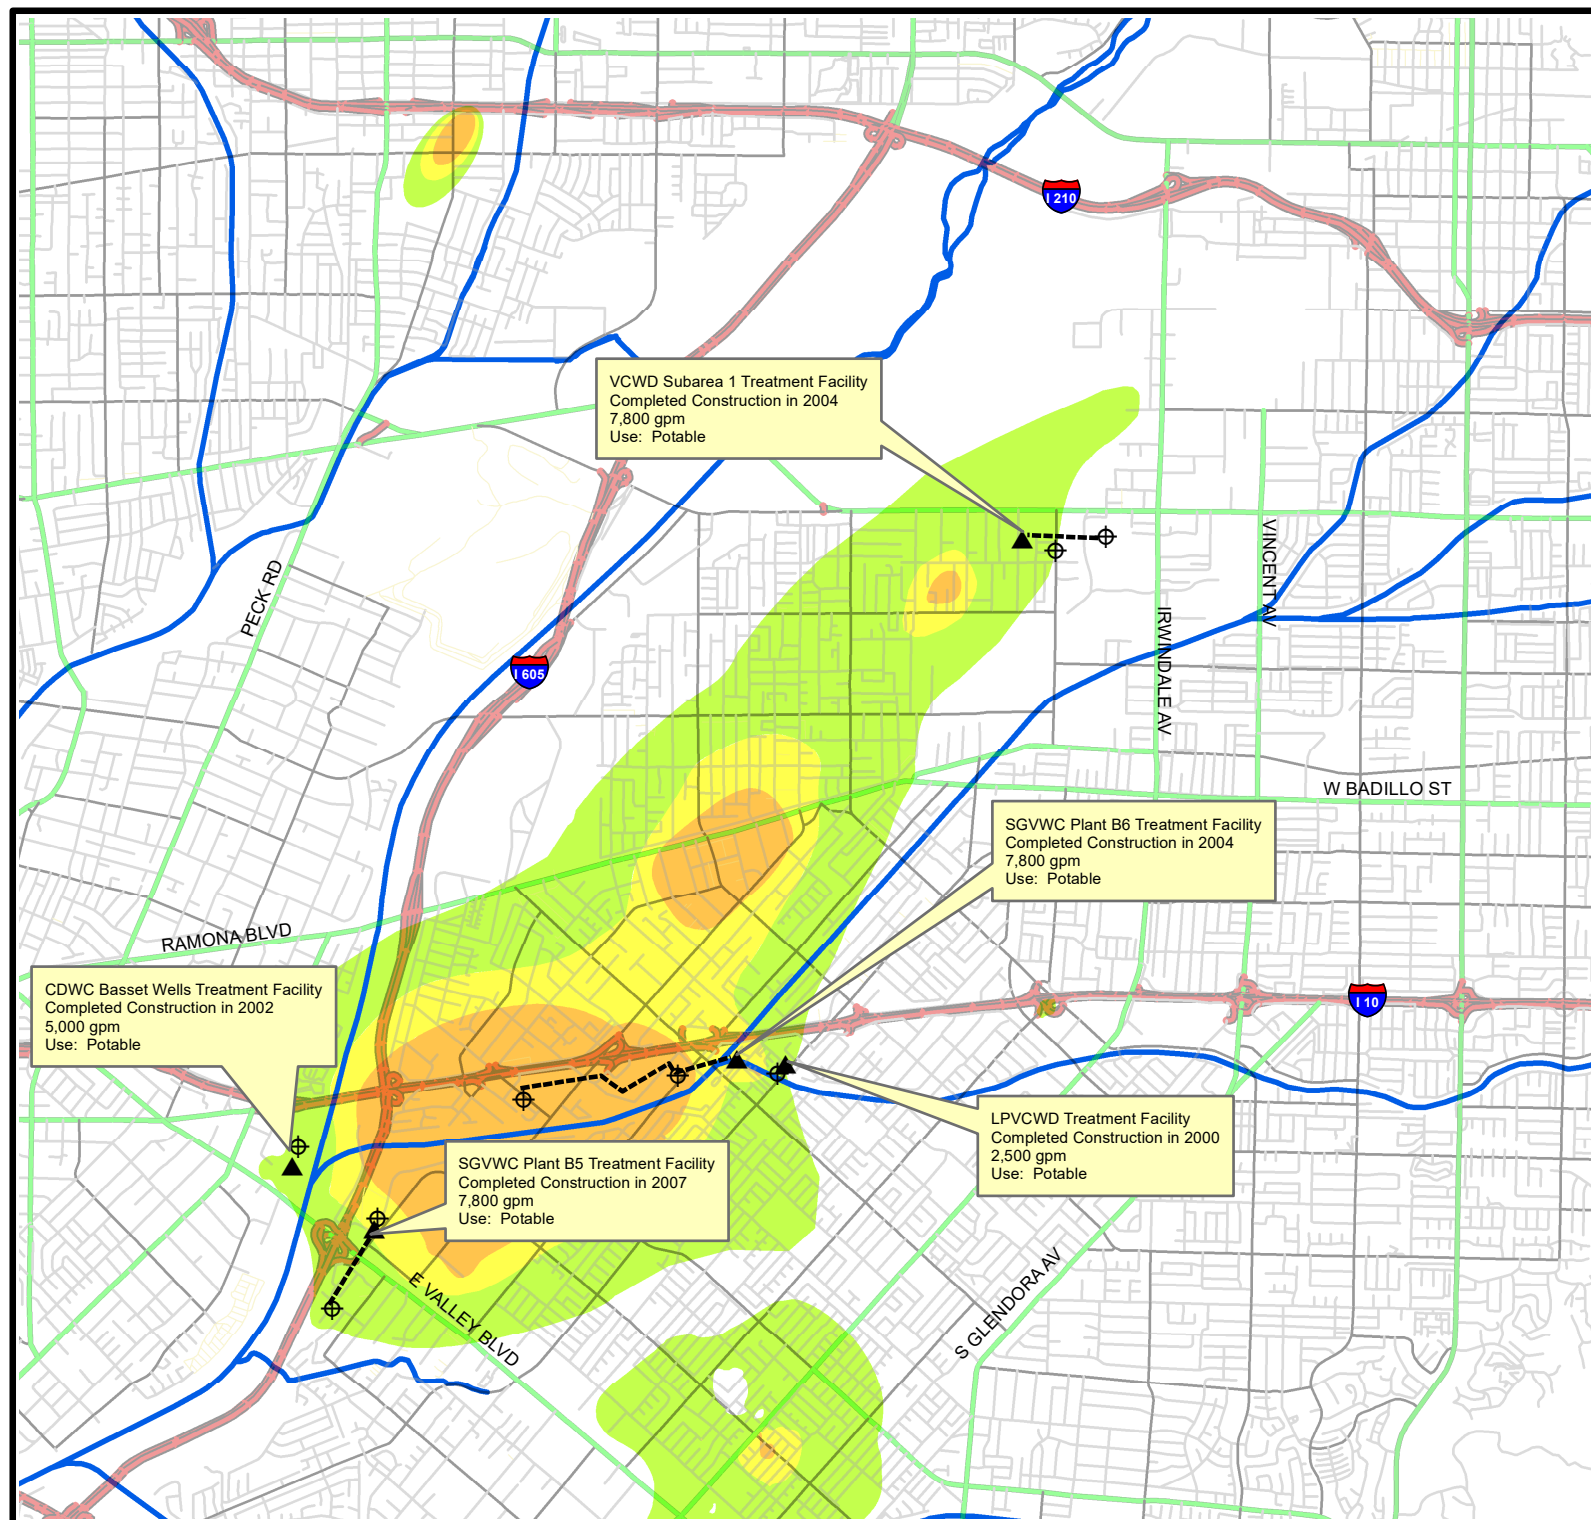 I 210
VCWD Subarea 1 Treatment Facility
Completed Construction in 2004
7,800 gpm
Use:  Potable
PECK RD
VINCENT AV
IRWINDALE AV
I 605
W BADILLO ST
SGVWC Plant B6 Treatment Facility
Completed Construction in 2004
7,800 gpm
Use:  Potable
RAMONA BLVD
CDWC Basset Wells Treatment Facility
Completed Construction in 2002
5,000 gpm
Use:  Potable
I 10
LPVCWD Treatment Facility
Completed Construction in 2000
2,500 gpm
Use:  Potable
SGVWC Plant B5 Treatment Facility
Completed Construction in 2007
7,800 gpm
Use:  Potable
E VALLEY BLVD
S GLENDORA AV